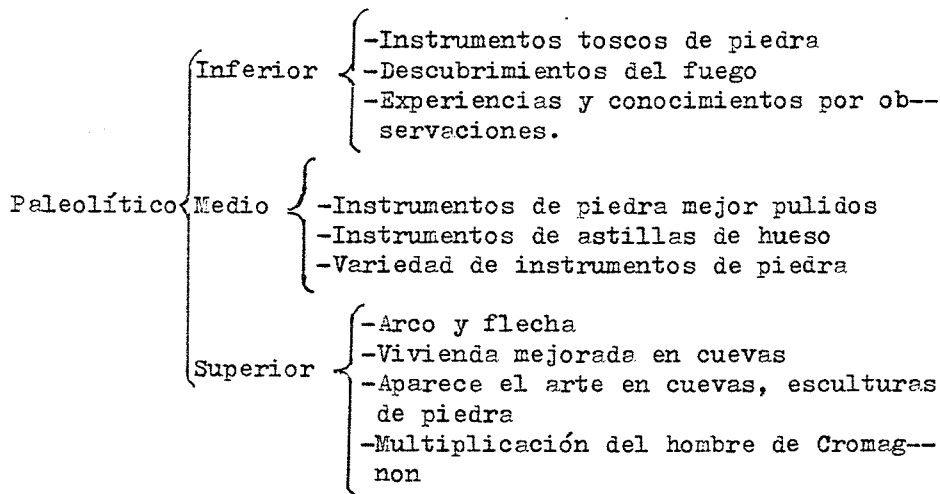 -Instrumentos toscos de piedra
Inferior
-Descubrimientos del fuego
-Experiencias y conocimientos por ob--
servaciones.
Paleolítico
Medio
-Instrumentos de piedra mejor pulidos
-Instrumentos de astillas de hueso
-Variedad de instrumentos de piedra
-Arco y flecha
-Vivienda mejorada en cuevas
Superior
-Aparece el arte en cuevas, esculturas
de piedra
-Multiplicación del hombre de Cromag--
non